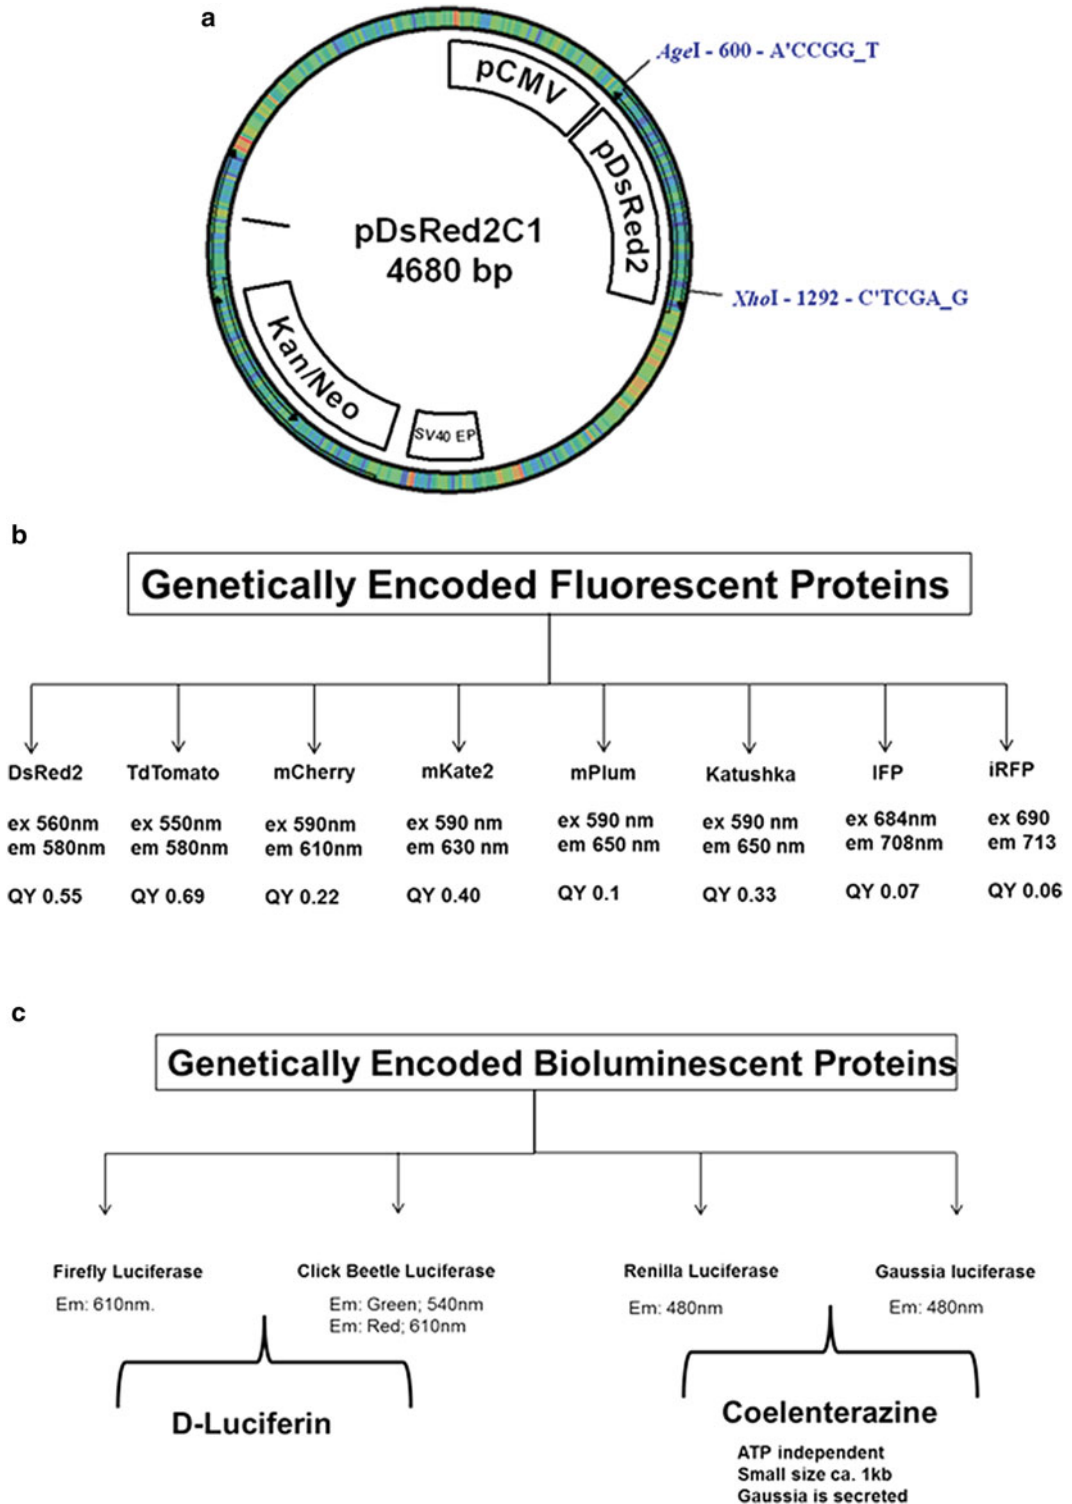 a
AgeI - 600 - A'CCGG_T
pCMV
pDsRed2
pDsRed2C1
4680 bp
XhoI - 1292 - C'TCGA_G
Kan/Neo
SV40 EP
b
Genetically Encoded Fluorescent Proteins
DsRed2 TdTomato mCherry mKate2 mPlum Katushka IFP iRFP
ex 560nm ex 550nm ex 590nm ex 590 nm ex 590 nm ex 590 nm ex 684nm ex 690
em 580nm em 580nm em 610nm em 630 nm em 650 nm em 650 nm em 708nm em 713
QY 0.55 QY 0.69 QY 0.22 QY 0.40 QY 0.1 QY 0.33 QY 0.07 QY 0.06
c
Genetically Encoded Bioluminescent Proteins
Firefly Luciferase Click Beetle Luciferase Renilla Luciferase Gaussia luciferase
Em: 610nm. Em: Green; 540nm Em: 480nm Em: 480nm
Em: Red; 610nm
D-Luciferin
Coelenterazine
ATP independent
Small size ca. 1kb
Gaussia is secreted